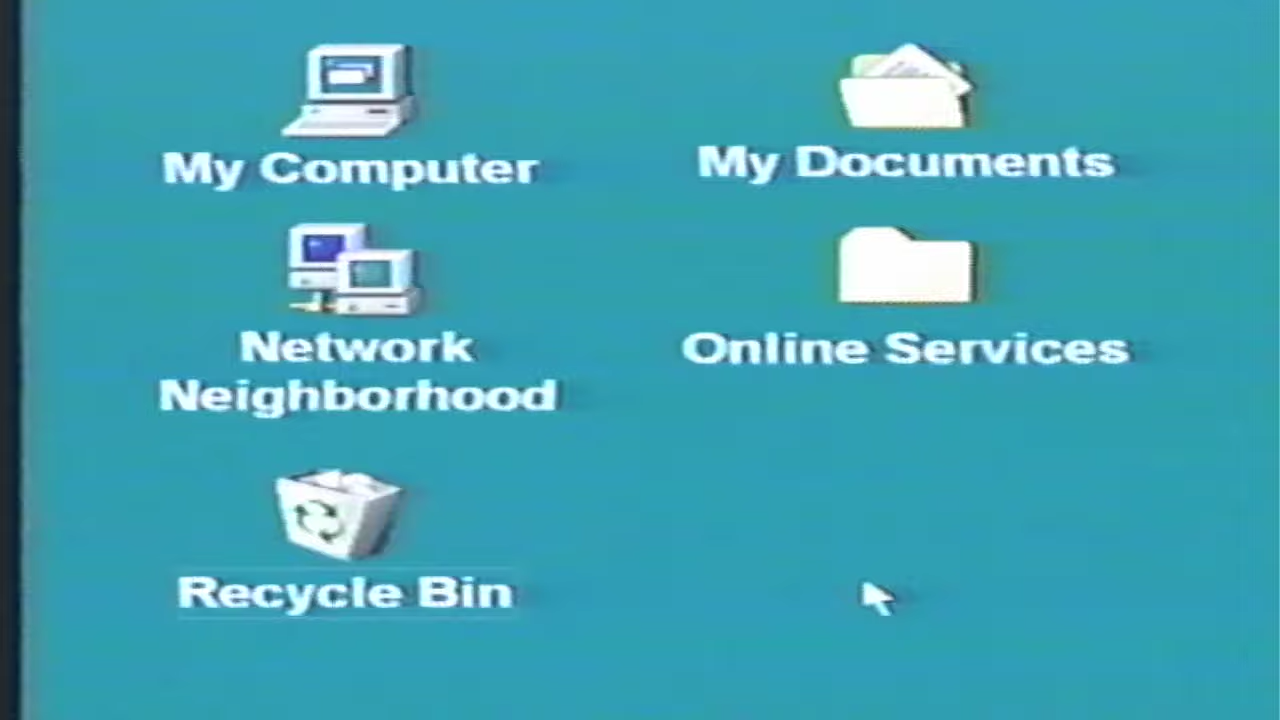 My Computer
My Documents
Network
Neighborhood
Online Services
Recycle Bin